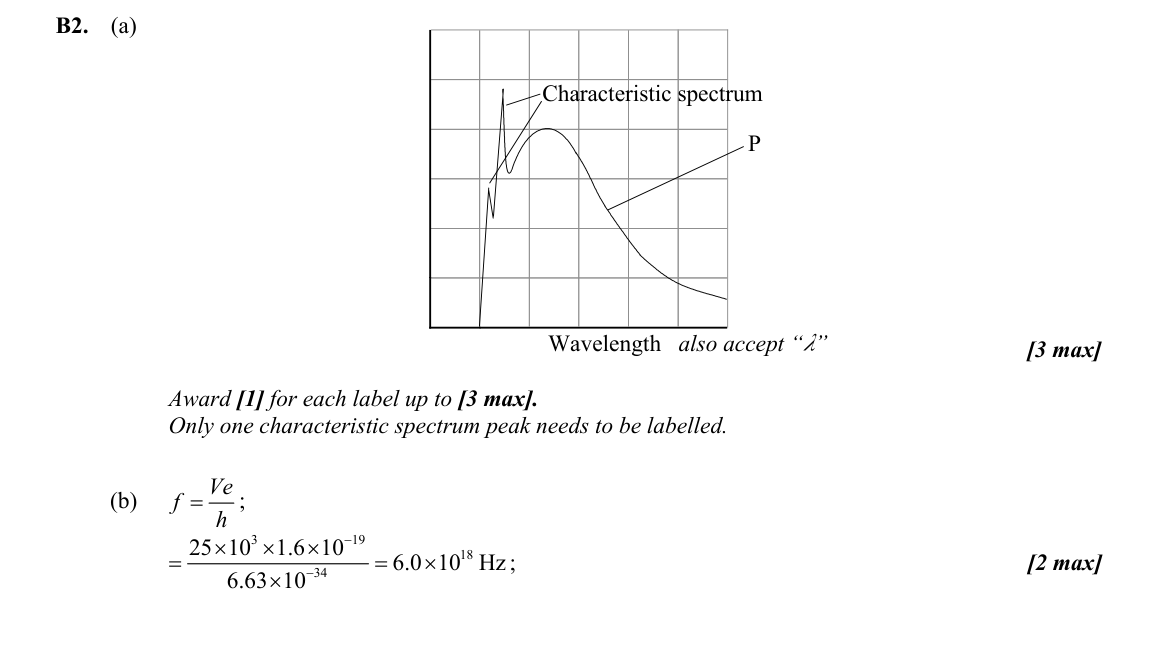 B2. (a)
Characteristic spectrum
P
Wavelength also accept “λ”
[3 max]
Award [1] for each label up to [3 max].
Only one characteristic spectrum peak needs to be labelled.
(b) f = Ve/h ;
= 25×10³ ×1.6×10⁻¹⁹ / 6.63×10⁻³⁴ = 6.0×10¹⁸ Hz ;
[2 max]